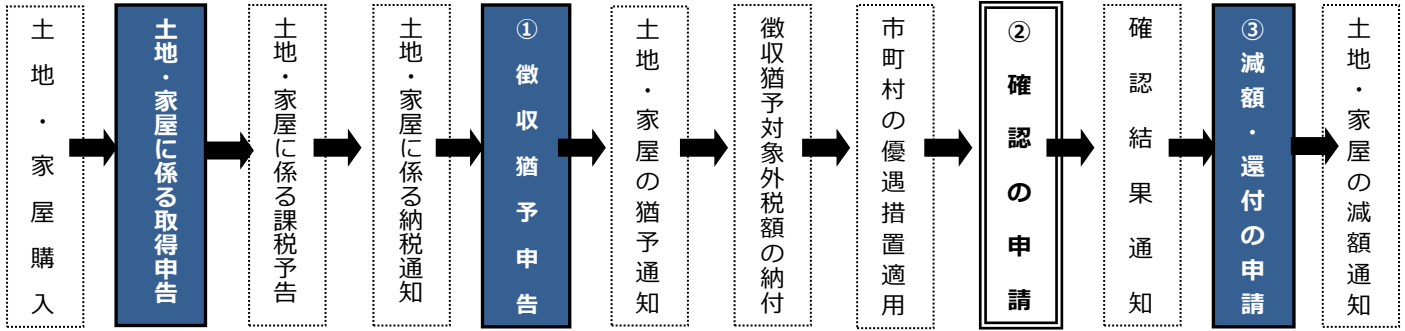 土地・家屋購入
土地・家屋に係る取得申告
土地・家屋に係る課税予告
土地・家屋に係る納税通知
①徴収猶予申告
土地・家屋の猶予通知
徴収猶予対象外税額の納付
市町村の優遇措置適用
②確認の申請
確認結果通知
③減額・還付の申請
土地・家屋の減額通知